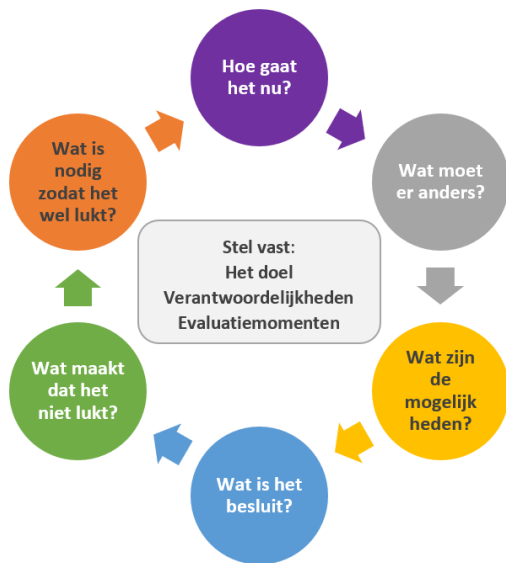 Hoe gaat
het nu?
Wat moet
er anders?
Wat zijn
de
mogelijk
heden?
Wat is het
besluit?
Wat maakt
dat het
niet lukt?
Wat is
nodig
zodat het
wel lukt?
Stel vast:
Het doel
Verantwoordelijkheden
Evaluatiemomenten